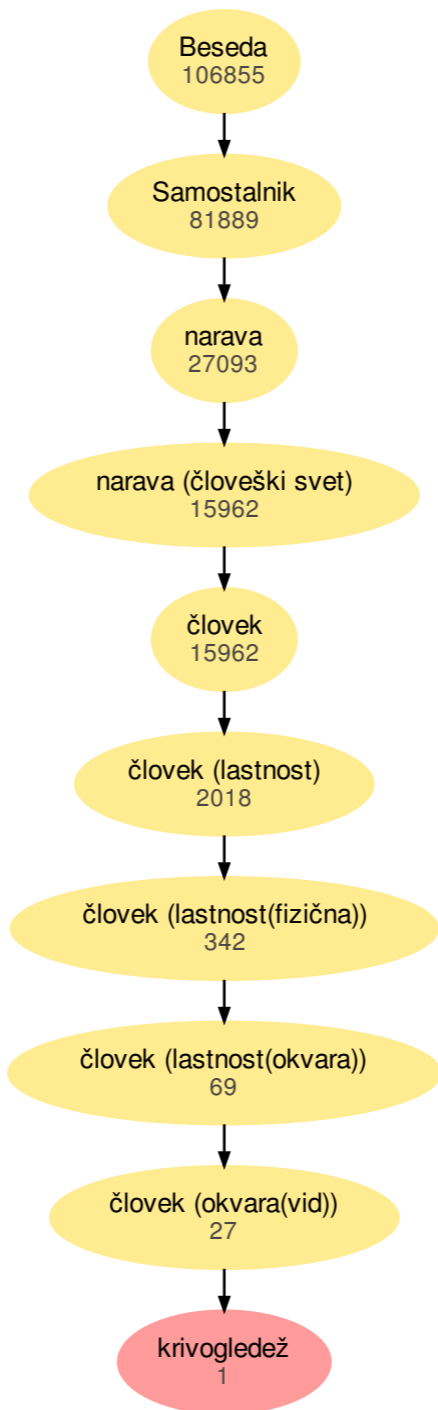 Beseda
106855
Samostalnik
81889
narava
27093
narava (človeški svet)
15962
človek
15962
človek (lastnost)
2018
človek (lastnost(fizična))
342
človek (lastnost(okvara))
69
človek (okvara(vid))
27
krivogledež
1